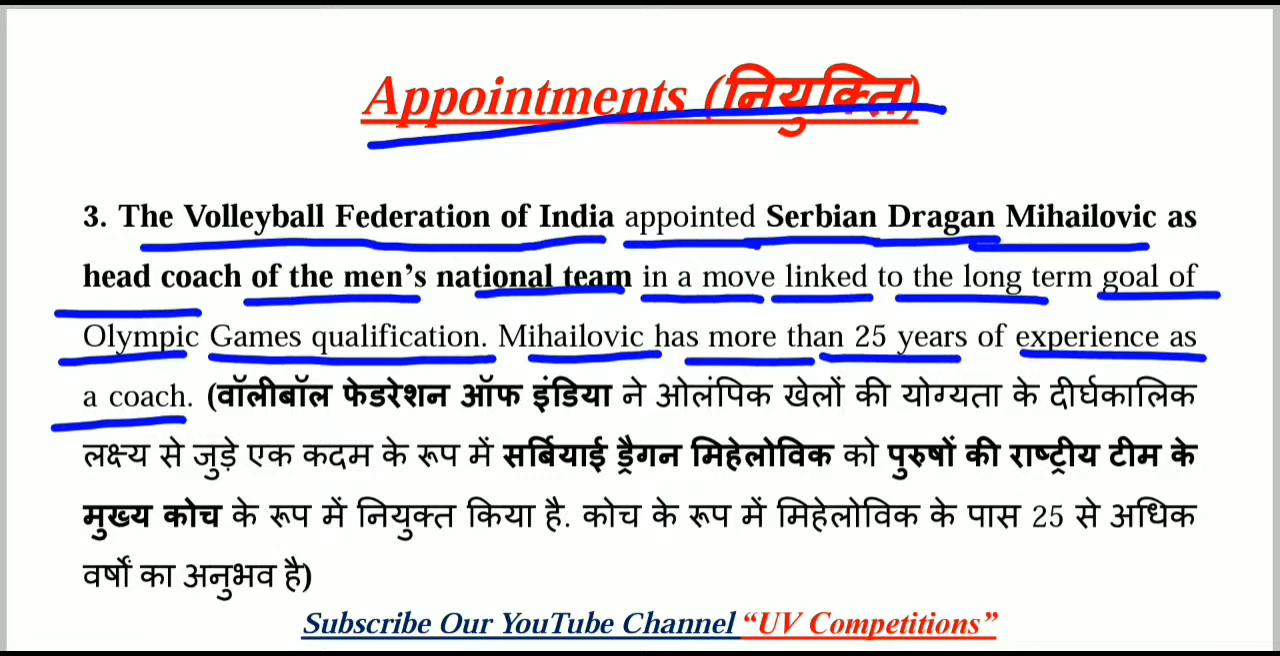 Appointments (नियुक्ति)
3. The Volleyball Federation of India appointed Serbian Dragan Mihailovic as
head coach of the men’s national team in a move linked to the long term goal of
Olympic Games qualification. Mihailovic has more than 25 years of experience as
a coach. (वॉलीबॉल फेडरेशन ऑफ इंडिया ने ओलंपिक खेलों की योग्यता के दीर्घकालिक
लक्ष्य से जुड़े एक कदम के रूप में सर्बियाई ड्रैगन मिहेलोविक को पुरुषों की राष्ट्रीय टीम के
मुख्य कोच के रूप में नियुक्त किया है. कोच के रूप में मिहेलोविक के पास 25 से अधिक
वर्षों का अनुभव है)
Subscribe Our YouTube Channel “UV Competitions”